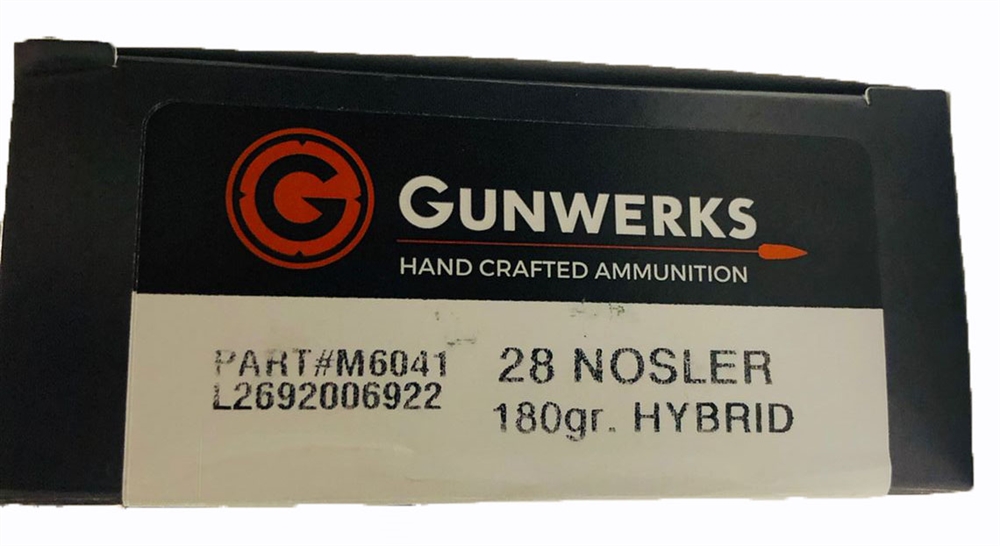 GUNWERKS
HAND CRAFTED AMMUNITION
PART#M6041
L2692006922
28 NOSLER
180gr. HYBRID